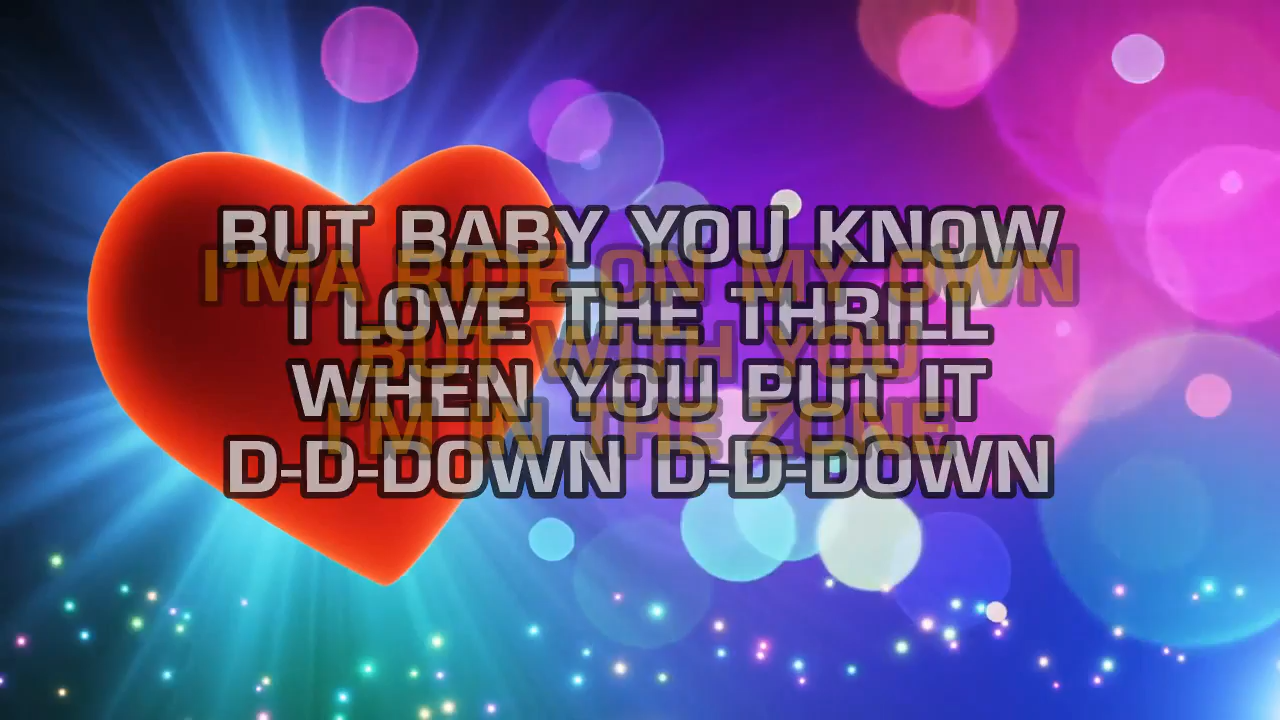 BUT BABY YOU KNOW
I'MA RIDE ON MY OWN
I LOVE THE THRILL
BUT WITH YOU
WHEN YOU PUT IT
I'M IN THE ZONE
D-D-DOWN D-D-DOWN